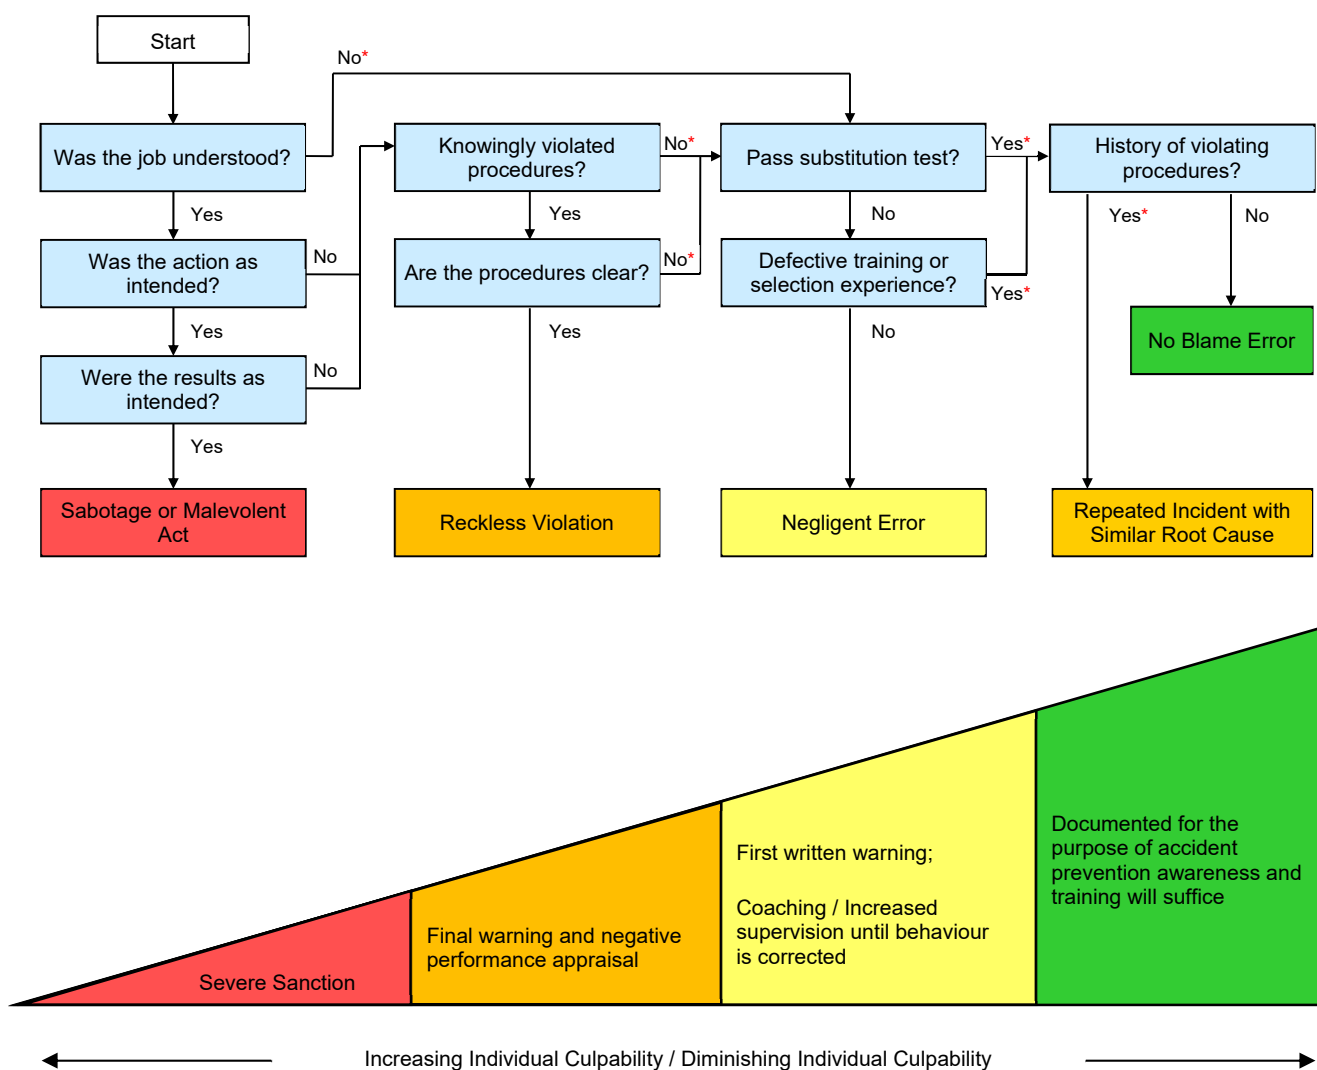 Start
No*
Was the job understood?
Knowingly violated
procedures?
No*
Pass substitution test?
Yes*
History of violating
procedures?
Yes
Yes
No
Yes*
No
Was the action as
intended?
No
Are the procedures clear?
No*
Defective training or
selection experience?
Yes*
Yes
Yes
No
No Blame Error
Were the results as
intended?
No
Yes
Sabotage or Malevolent
Act
Reckless Violation
Negligent Error
Repeated Incident with
Similar Root Cause
Severe Sanction
Final warning and negative
performance appraisal
First written warning;
Coaching / Increased
supervision until behaviour
is corrected
Documented for the
purpose of accident
prevention awareness and
training will suffice
Increasing Individual Culpability / Diminishing Individual Culpability